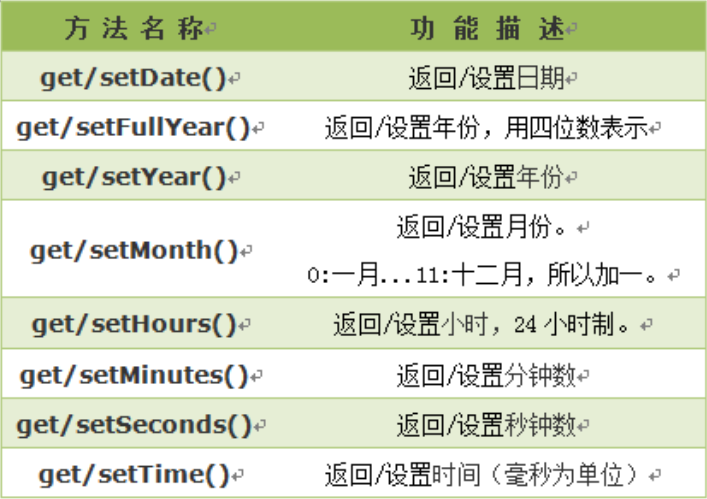 方 法 名 称 功 能 描 述
get/setDate() 返回/设置日期
get/setFullYear() 返回/设置年份，用四位数表示
get/setYear() 返回/设置年份
get/setMonth() 返回/设置月份。
0:一月...11:十二月，所以加一。
get/setHours() 返回/设置小时，24 小时制。
get/setMinutes() 返回/设置分钟数
get/setSeconds() 返回/设置秒钟数
get/setTime() 返回/设置时间（毫秒为单位）